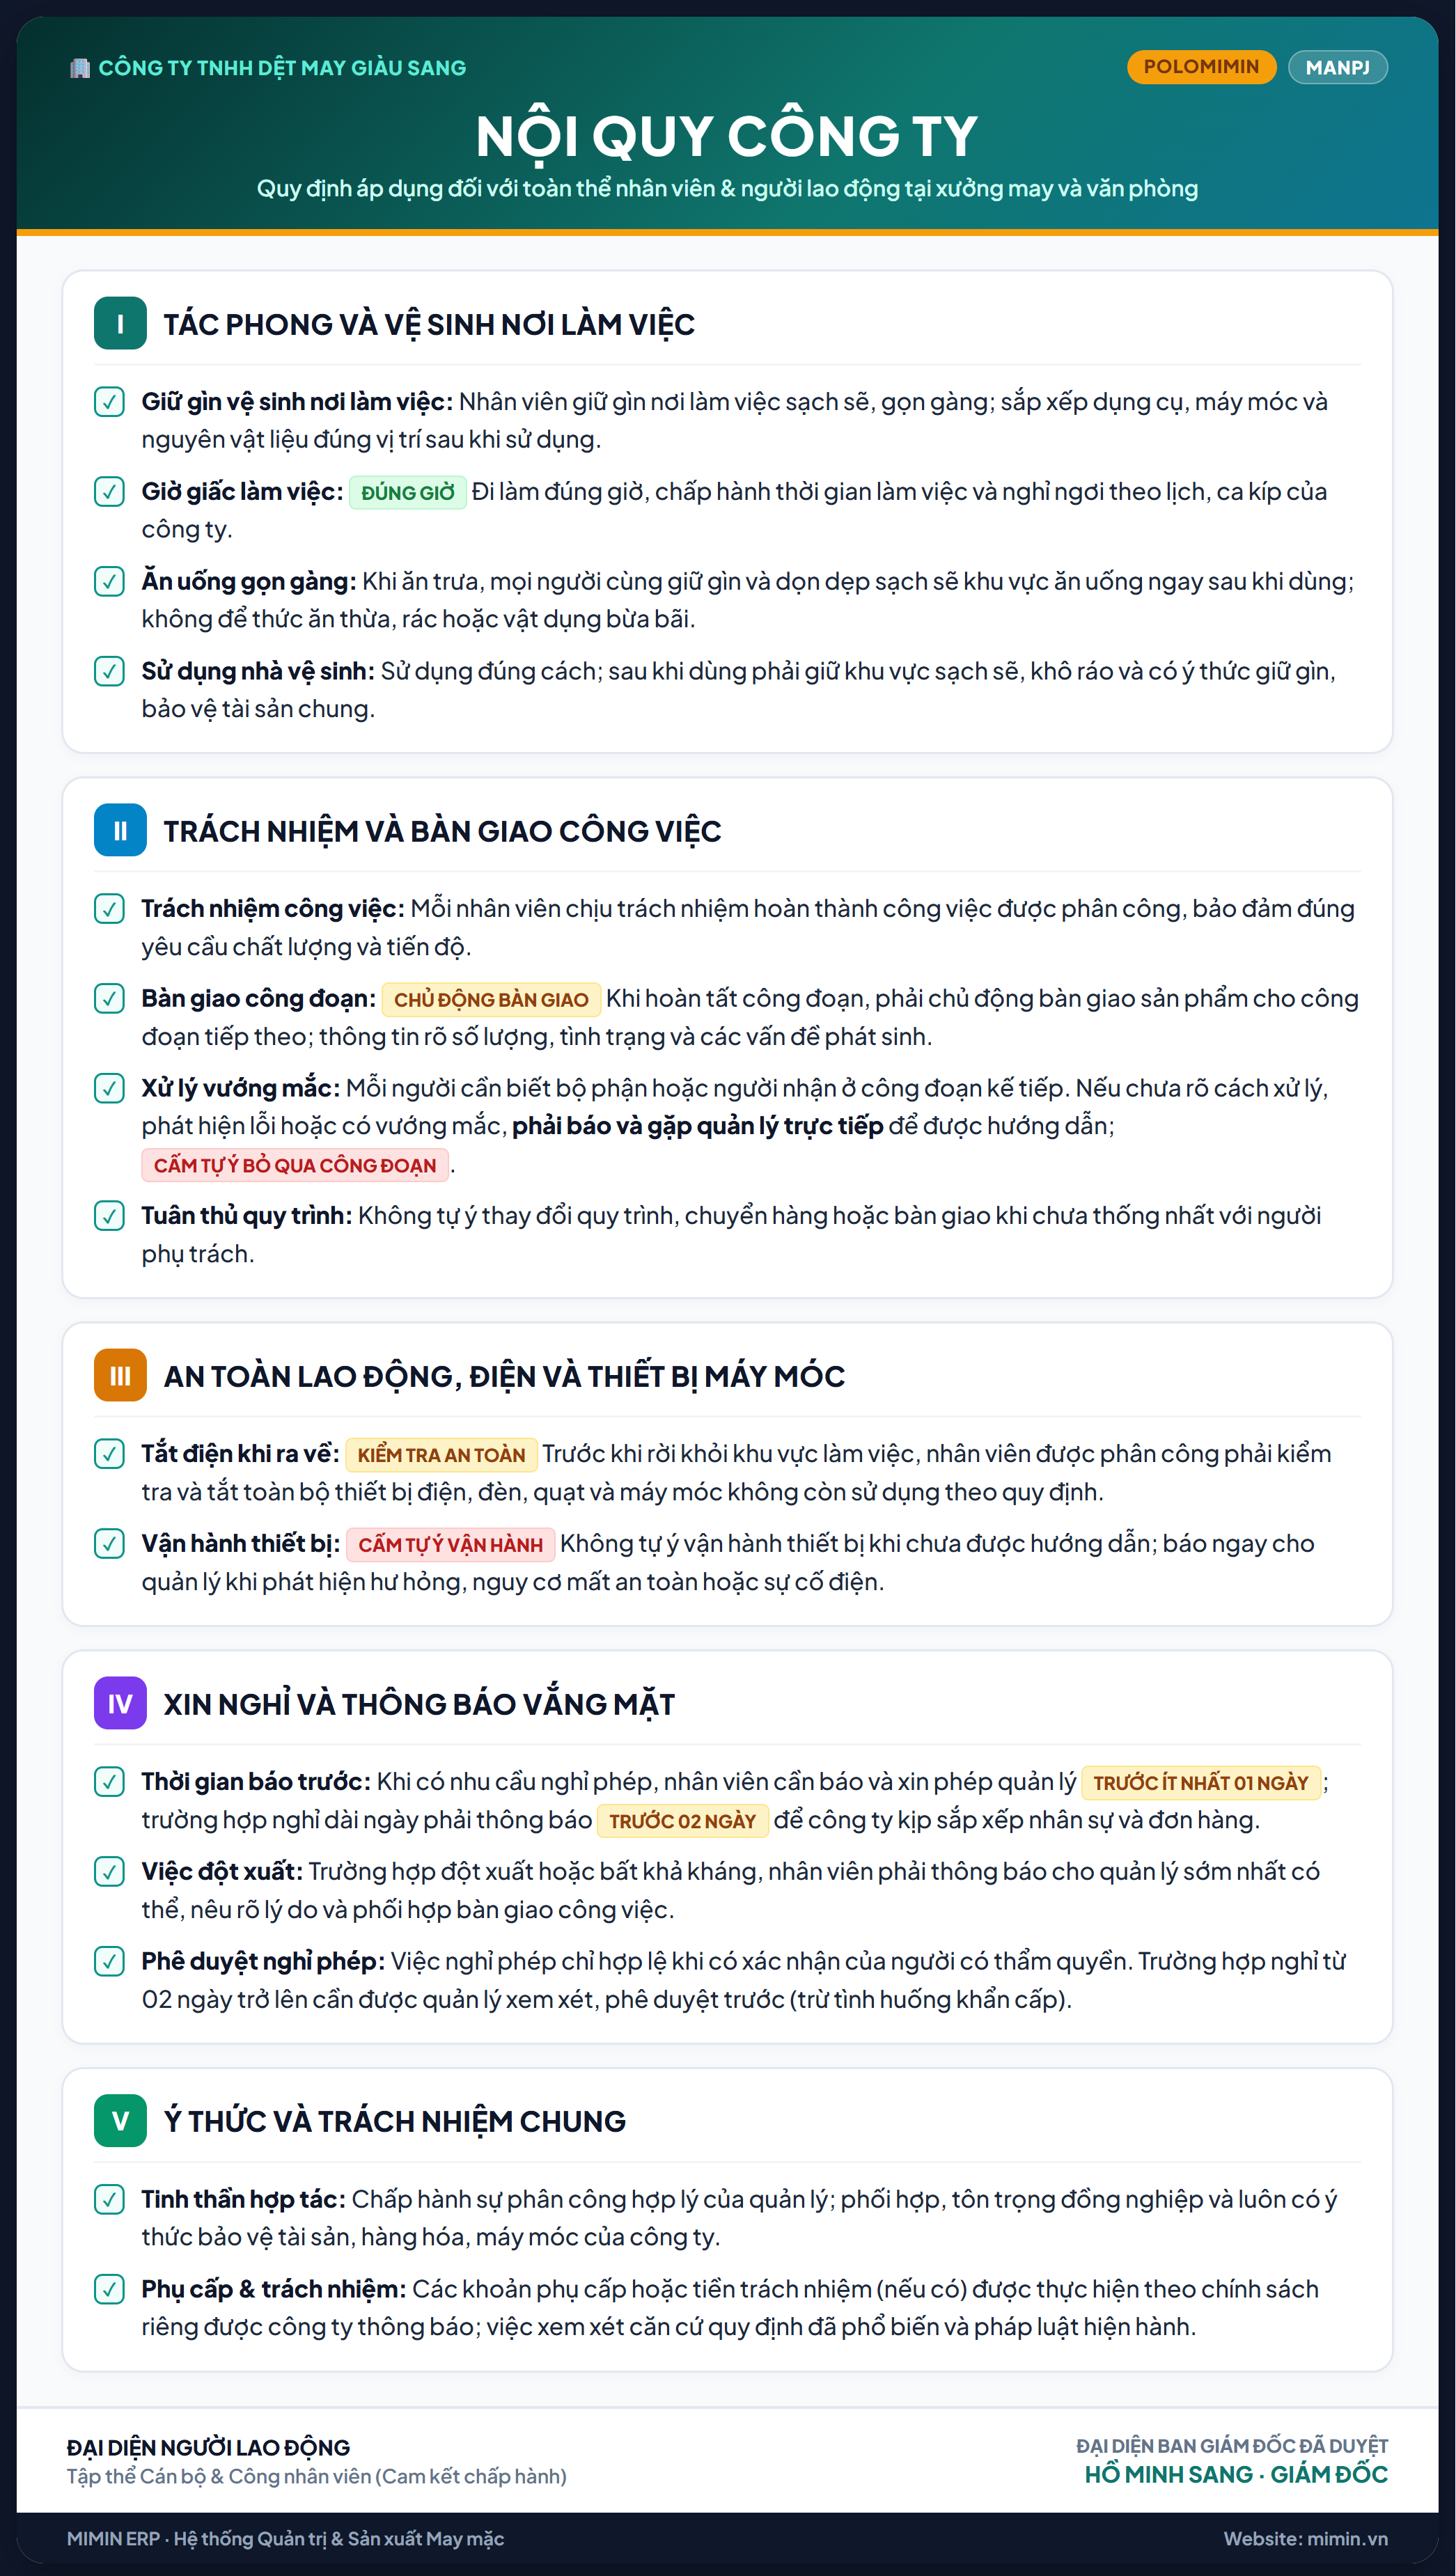 CÔNG TY TNHH DỆT MAY GIÀU SANG
POLOMIMIN
MANPJ
NỘI QUY CÔNG TY
Quy định áp dụng đối với toàn thể nhân viên & người lao động tại xưởng may và văn phòng
I
TÁC PHONG VÀ VỆ SINH NƠI LÀM VIỆC
Giữ gìn vệ sinh nơi làm việc: Nhân viên giữ gìn nơi làm việc sạch sẽ, gọn gàng; sắp xếp dụng cụ, máy móc và
nguyên vật liệu đúng vị trí sau khi sử dụng.
Giờ giấc làm việc: ĐÚNG GIỜ Đi làm đúng giờ, chấp hành thời gian làm việc và nghỉ ngơi theo lịch, ca kíp của
công ty.
Ăn uống gọn gàng: Khi ăn trưa, mọi người cùng giữ gìn và dọn dẹp sạch sẽ khu vực ăn uống ngay sau khi dùng;
không để thức ăn thừa, rác hoặc vật dụng bừa bãi.
Sử dụng nhà vệ sinh: Sử dụng đúng cách; sau khi dùng phải giữ khu vực sạch sẽ, khô ráo và có ý thức giữ gìn,
bảo vệ tài sản chung.
II
TRÁCH NHIỆM VÀ BÀN GIAO CÔNG VIỆC
Trách nhiệm công việc: Mỗi nhân viên chịu trách nhiệm hoàn thành công việc được phân công, bảo đảm đúng
yêu cầu chất lượng và tiến độ.
Bàn giao công đoạn: CHỦ ĐỘNG BÀN GIAO Khi hoàn tất công đoạn, phải chủ động bàn giao sản phẩm cho công
đoạn tiếp theo; thông tin rõ số lượng, tình trạng và các vấn đề phát sinh.
Xử lý vướng mắc: Mỗi người cần biết bộ phận hoặc người nhận ở công đoạn kế tiếp. Nếu chưa rõ cách xử lý,
phát hiện lỗi hoặc có vướng mắc, phải báo và gặp quản lý trực tiếp để được hướng dẫn;
CẤM TỰ Ý BỎ QUA CÔNG ĐOẠN.
Tuân thủ quy trình: Không tự ý thay đổi quy trình, chuyển hàng hoặc bàn giao khi chưa thống nhất với người
phụ trách.
III
AN TOÀN LAO ĐỘNG, ĐIỆN VÀ THIẾT BỊ MÁY MÓC
Tắt điện khi ra về: KIỂM TRA AN TOÀN Trước khi rời khỏi khu vực làm việc, nhân viên được phân công phải kiểm
tra và tắt toàn bộ thiết bị điện, đèn, quạt và máy móc không còn sử dụng theo quy định.
Vận hành thiết bị: CẤM TỰ Ý VẬN HÀNH Không tự ý vận hành thiết bị khi chưa được hướng dẫn; báo ngay cho
quản lý khi phát hiện hư hỏng, nguy cơ mất an toàn hoặc sự cố điện.
IV
XIN NGHỈ VÀ THÔNG BÁO VẮNG MẶT
Thời gian báo trước: Khi có nhu cầu nghỉ phép, nhân viên cần báo và xin phép quản lý TRƯỚC ÍT NHẤT 01 NGÀY;
trường hợp nghỉ dài ngày phải thông báo TRƯỚC 02 NGÀY để công ty kịp sắp xếp nhân sự và đơn hàng.
Việc đột xuất: Trường hợp đột xuất hoặc bất khả kháng, nhân viên phải thông báo cho quản lý sớm nhất có
thể, nêu rõ lý do và phối hợp bàn giao công việc.
Phê duyệt nghỉ phép: Việc nghỉ phép chỉ hợp lệ khi có xác nhận của người có thẩm quyền. Trường hợp nghỉ từ
02 ngày trở lên cần được quản lý xem xét, phê duyệt trước (trừ tình huống khẩn cấp).
V
Ý THỨC VÀ TRÁCH NHIỆM CHUNG
Tinh thần hợp tác: Chấp hành sự phân công hợp lý của quản lý; phối hợp, tôn trọng đồng nghiệp và luôn có ý
thức bảo vệ tài sản, hàng hóa, máy móc của công ty.
Phụ cấp & trách nhiệm: Các khoản phụ cấp hoặc tiền trách nhiệm (nếu có) được thực hiện theo chính sách
riêng được công ty thông báo; việc xem xét căn cứ quy định đã phổ biến và pháp luật hiện hành.
ĐẠI DIỆN NGƯỜI LAO ĐỘNG
Tập thể Cán bộ & Công nhân viên (Cam kết chấp hành)
ĐẠI DIỆN BAN GIÁM ĐỐC ĐÃ DUYỆT
HỒ MINH SANG · GIÁM ĐỐC
MIMIN ERP · Hệ thống Quản trị & Sản xuất May mặc
Website: mimin.vn